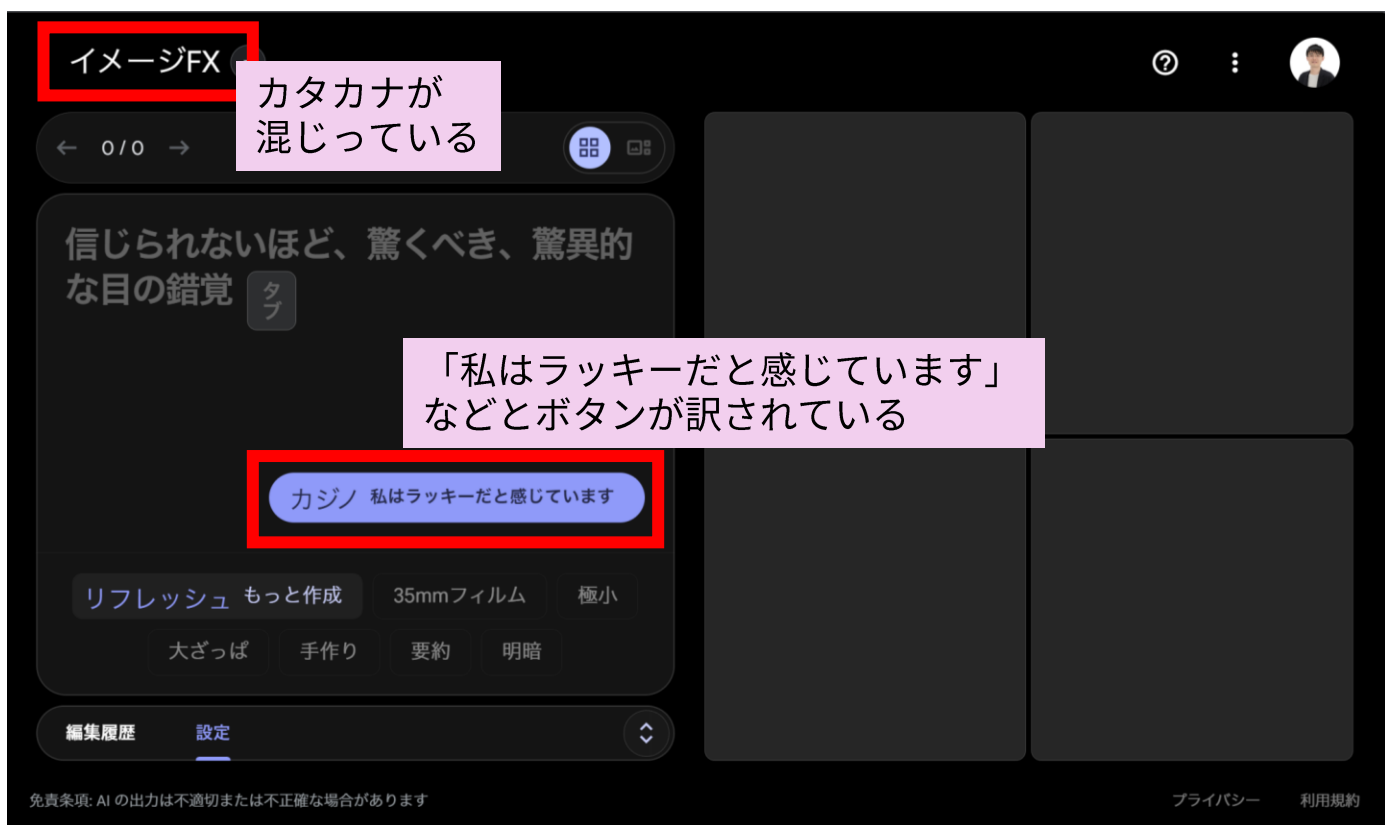 イメージFX
カタカナが
混じっている
0/0
信じられないほど、驚くべき、驚異的
な目の錯覚 タブ
「私はラッキーだと感じています」
などとボタンが訳されている
カジノ 私はラッキーだと感じています
リフレッシュ もっと作成 35mmフィルム 極小
大ざっぱ 手作り 要約 明暗
編集履歴 設定
免責条項: AI の出力は不適切または不正確な場合があります プライバシー 利用規約